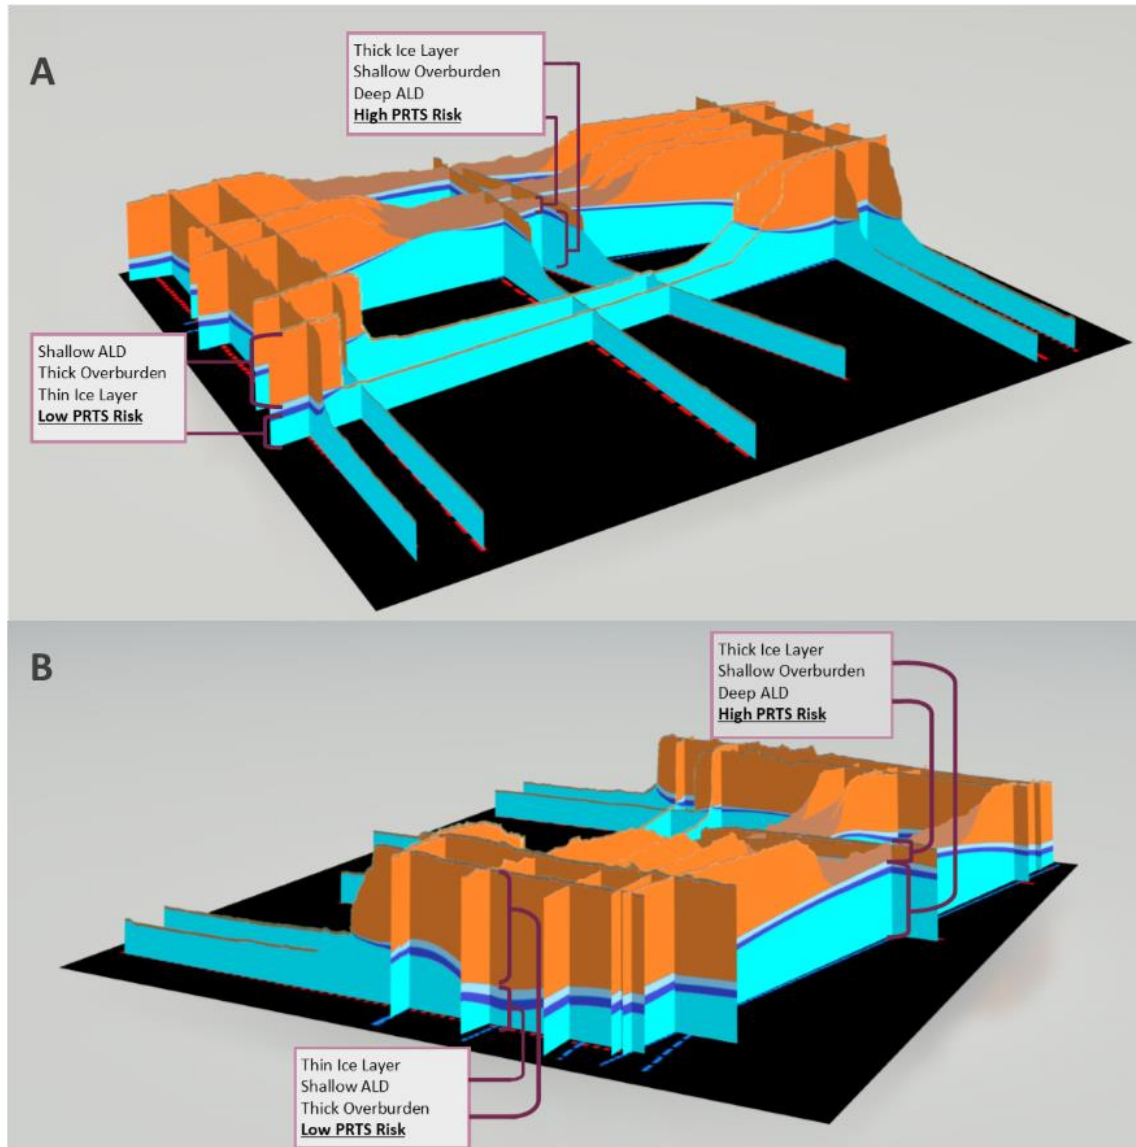 A
Thick Ice Layer
Shallow Overburden
Deep ALD
High PRTS Risk
Shallow ALD
Thick Overburden
Thin Ice Layer
Low PRTS Risk
B
Thick Ice Layer
Shallow Overburden
Deep ALD
High PRTS Risk
Thin Ice Layer
Shallow ALD
Thick Overburden
Low PRTS Risk